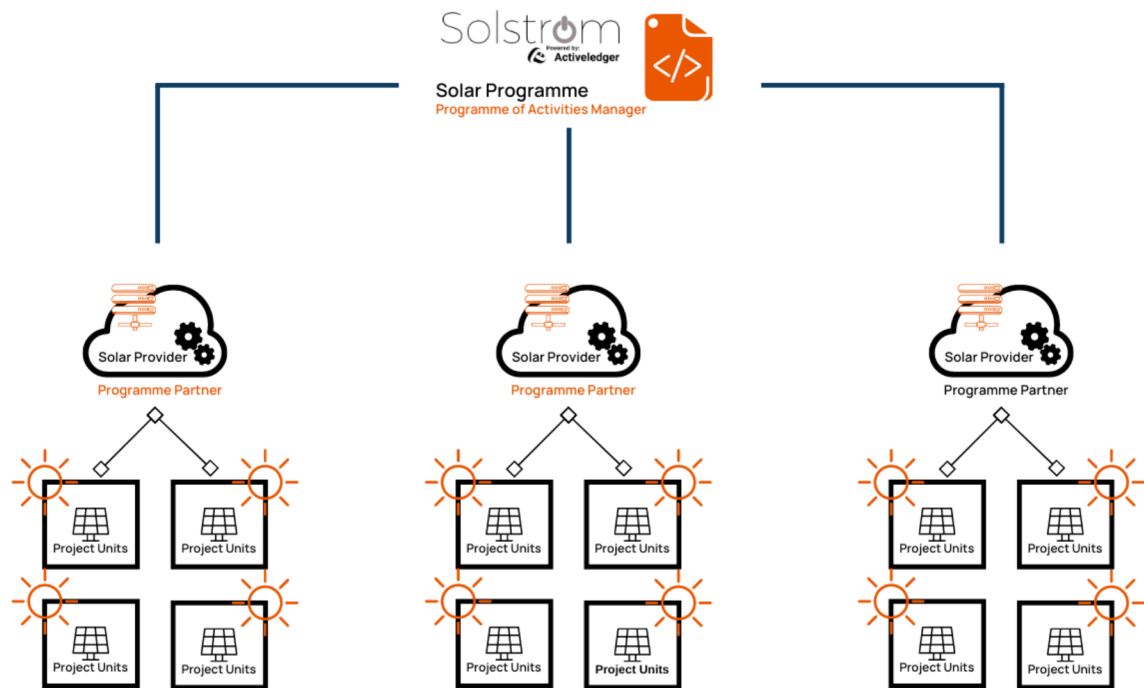 Solstrom
Powered by:
Activeledger
</>
Solar Programme
Programme of Activities Manager
Solar Provider
Solar Provider
Solar Provider
Programme Partner
Programme Partner
Programme Partner
Project Units
Project Units
Project Units
Project Units
Project Units
Project Units
Project Units
Project Units
Project Units
Project Units
Project Units
Project Units